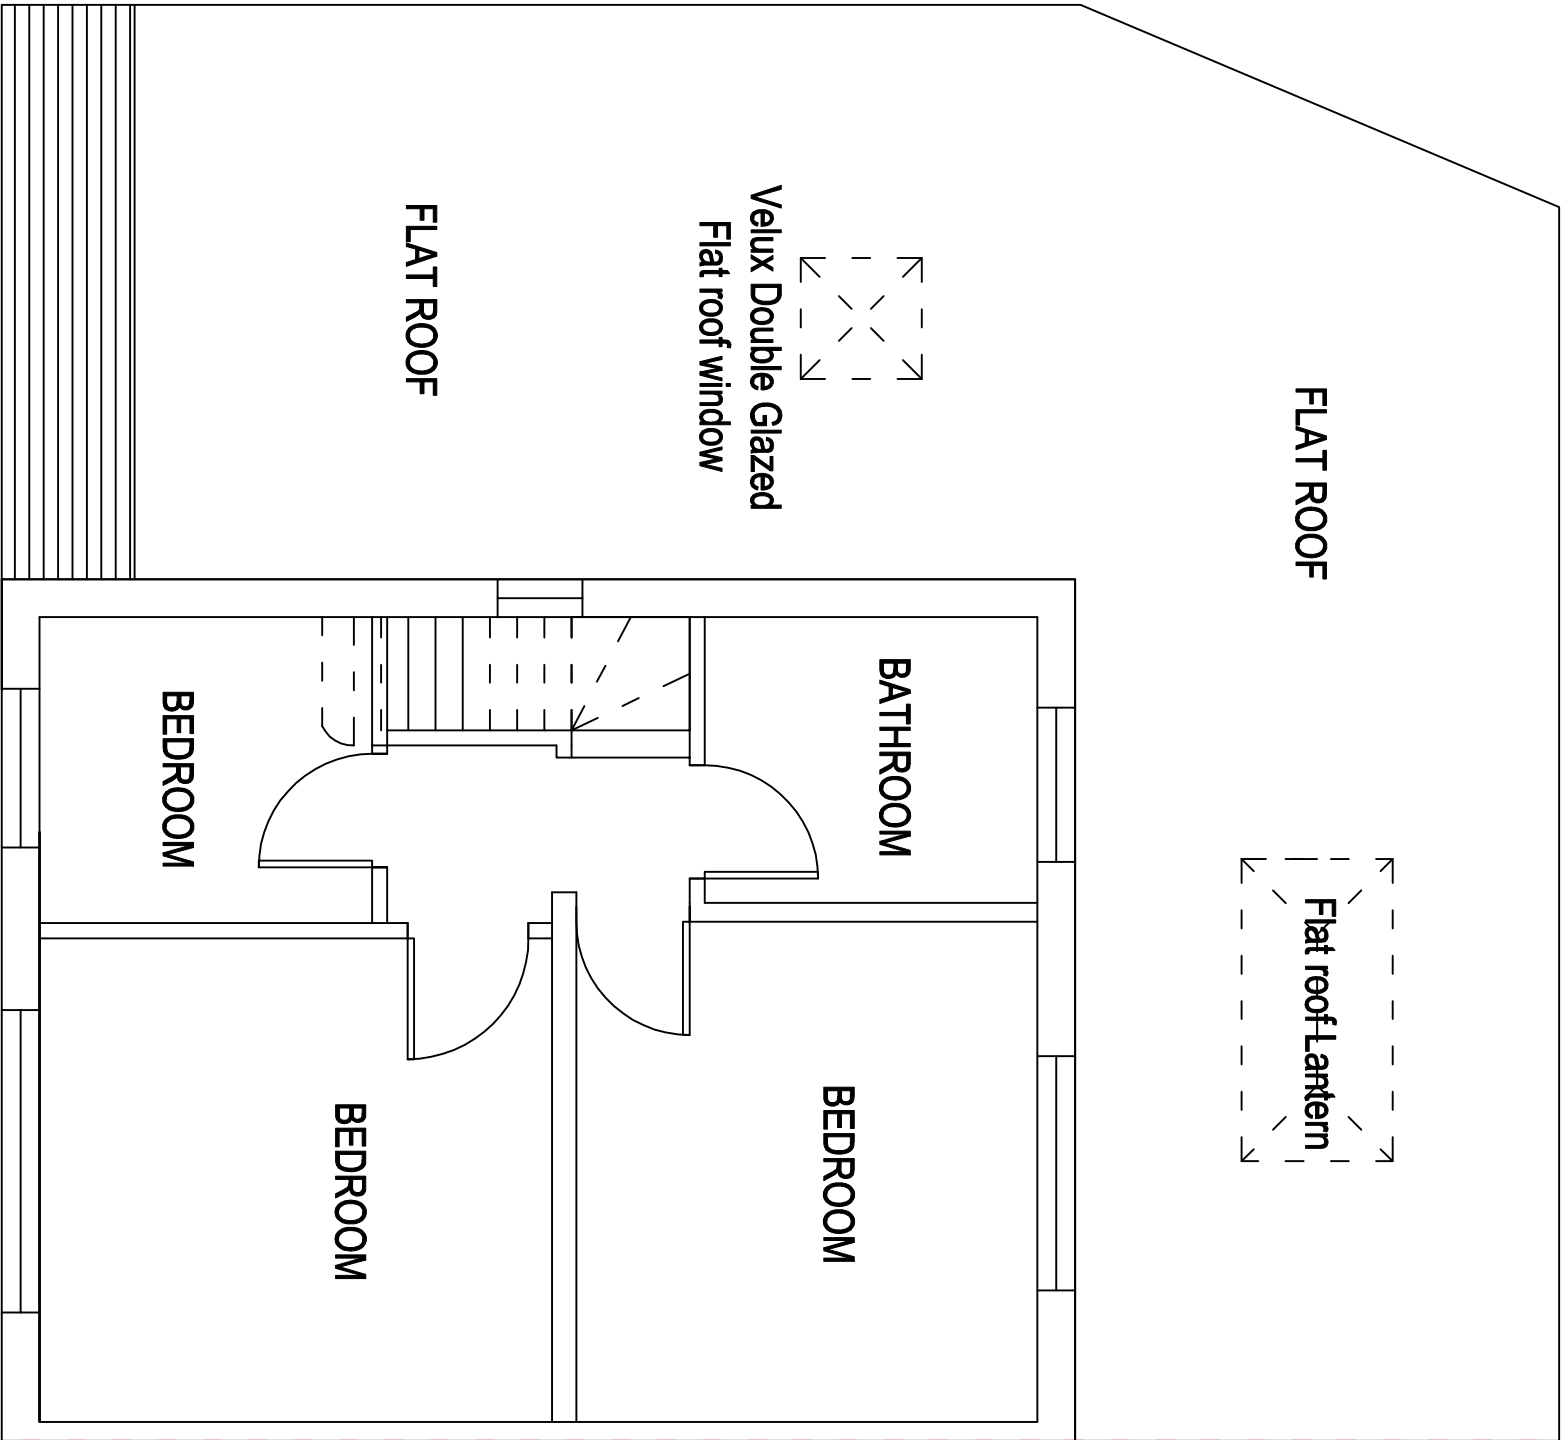 FLAT ROOF
Flat roof Lantern
BATHROOM
BEDROOM
Velux Double Glazed
Flat roof window
FLAT ROOF
BEDROOM
BEDROOM